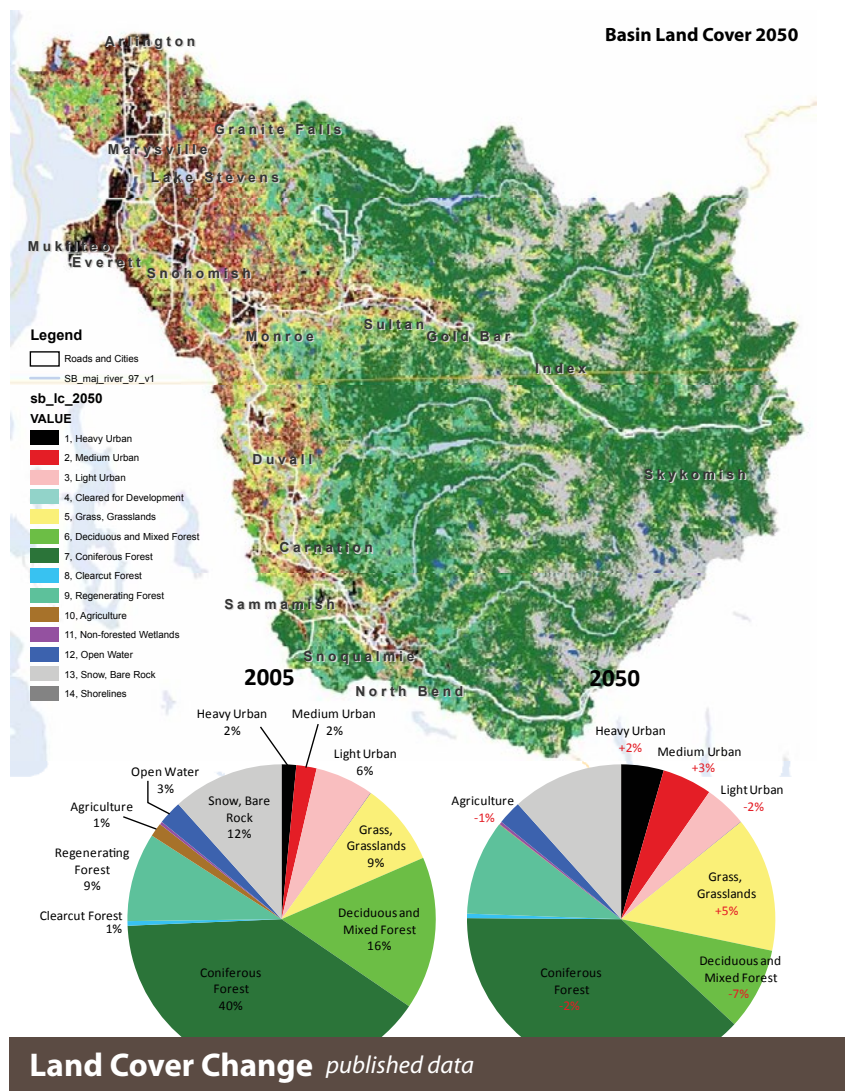 Basin Land Cover 2050
Arlington
Granite Falls
Marysville
Lake Stevens
Mukilteo
Everett
Snohomish
Sultan
Monroe
Gold Bar
Index
Duvall
Skykomish
Carnation
Sammamish
Snoqualmie
North Bend
Legend
Roads and Cities
SB_maj_river_97_v1
sb_lc_2050
VALUE
1, Heavy Urban
2, Medium Urban
3, Light Urban
4, Cleared for Development
5, Grass, Grasslands
6, Deciduous and Mixed Forest
7, Coniferous Forest
8, Clearcut Forest
9, Regenerating Forest
10, Agriculture
11, Non-forested Wetlands
12, Open Water
13, Snow, Bare Rock
14, Shorelines
2005
Heavy Urban
2%
Medium Urban
2%
Light Urban
6%
Open Water
3%
Snow, Bare
Rock
12%
Agriculture
1%
Grass,
Grasslands
9%
Regenerating
Forest
9%
Clearcut Forest
1%
Deciduous and
Mixed Forest
16%
Coniferous
Forest
40%
2050
Heavy Urban
+2%
Medium Urban
+3%
Light Urban
-2%
Agriculture
-1%
Grass,
Grasslands
+5%
Deciduous and
Mixed Forest
-7%
Coniferous
Forest
Land Cover Change published data